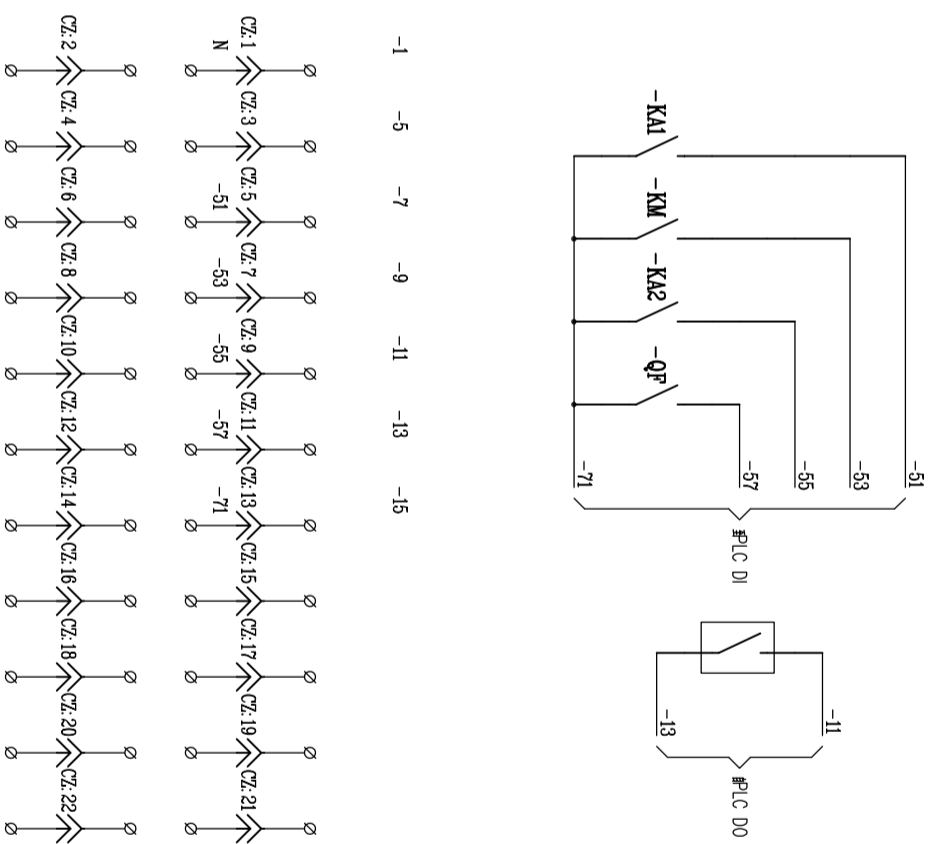 -1
-5
-7
-9
-11
-13
-15
CZ:1
CZ:3
CZ:5
CZ:7
CZ:9
CZ:11
CZ:13
CZ:15
CZ:17
CZ:19
CZ:21
N
-51
-53
-55
-57
-71
CZ:2
CZ:4
CZ:6
CZ:8
CZ:10
CZ:12
CZ:14
CZ:16
CZ:18
CZ:20
CZ:22
-KA1
-KM
-KA2
-QF
-51
-53
-55
-57
-71
PLC DI
-11
-13
PLC DO